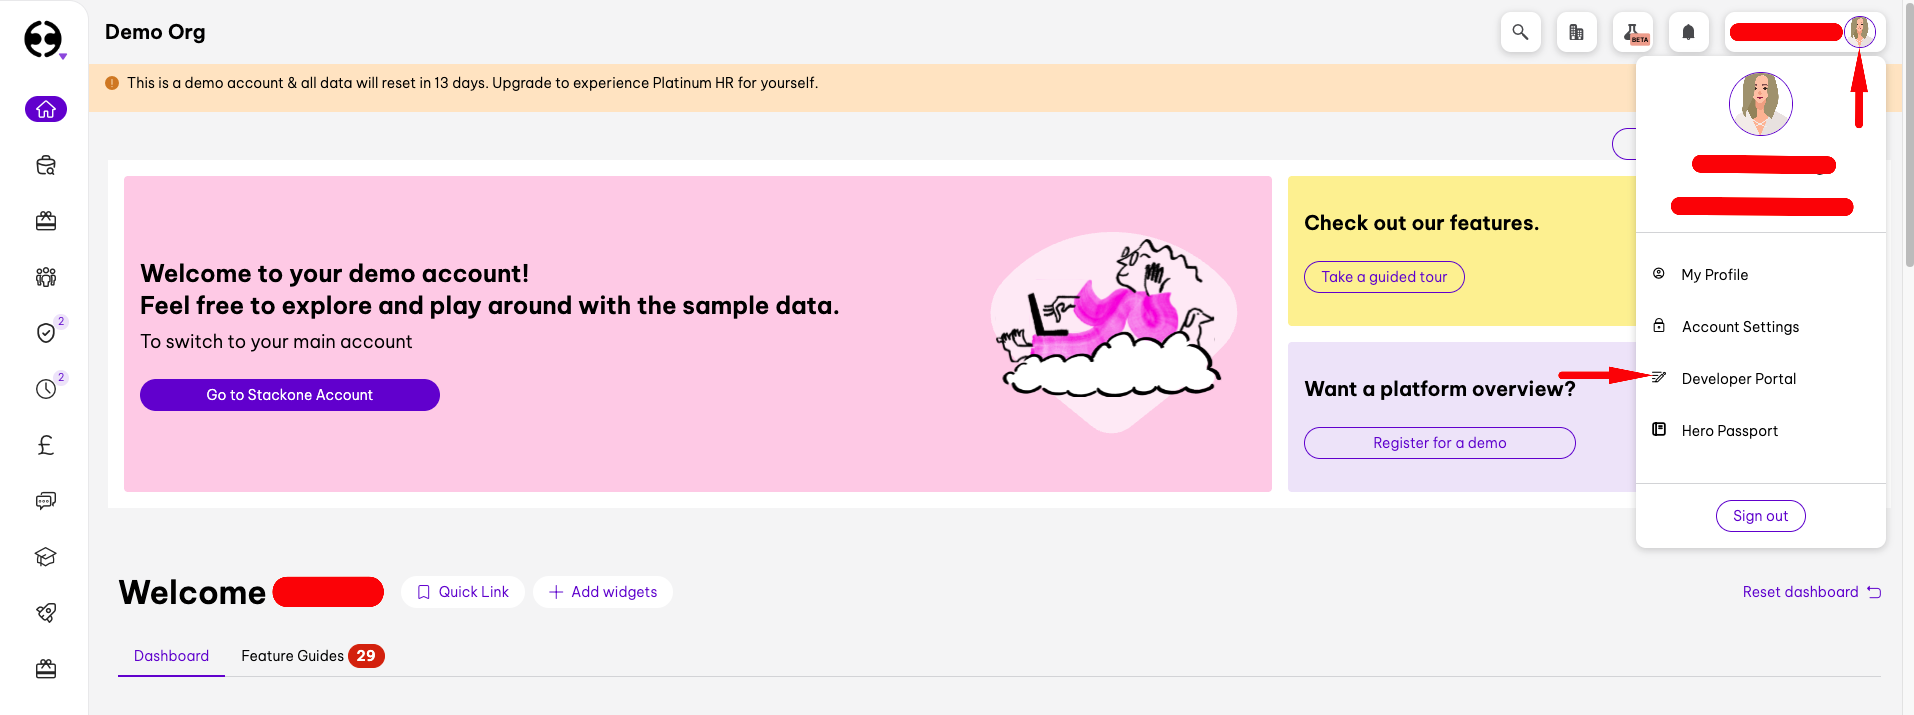 Demo Org
BETA
This is a demo account & all data will reset in 13 days. Upgrade to experience Platinum HR for yourself.
Welcome to your demo account!
Feel free to explore and play around with the sample data.
To switch to your main account
Go to Stackone Account
Check out our features.
Take a guided tour
Want a platform overview?
Register for a demo
My Profile
Account Settings
Developer Portal
Hero Passport
Sign out
2
2
Welcome
Quick Link
Add widgets
Reset dashboard
Dashboard
Feature Guides 29